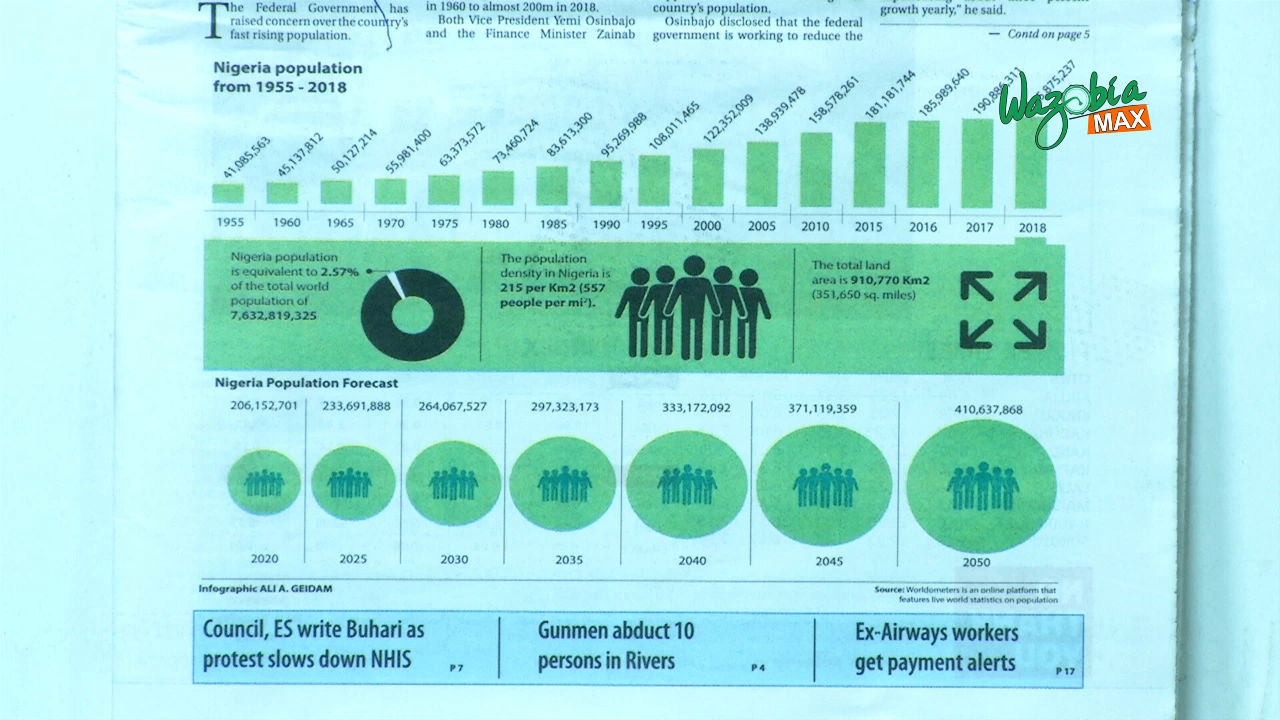 The Federal Government has
raised concern over the country's
fast rising population.
in 1960 to almost 200m in 2018.
Both Vice President Yemi Osinbajo
and the Finance Minister Zainab
country's population.
Osinbajo disclosed that the federal
government is working to reduce the
growth yearly," he said.
— Contd on page 5
Nigeria population
from 1955 - 2018
41,085,563
45,137,812
50,127,214
55,981,400
63,373,572
73,460,724
83,613,300
95,269,988
108,011,465
122,352,009
138,939,478
158,578,261
181,181,744
185,989,640
Wazobia
MAX
1955 1960 1965 1970 1975 1980 1985 1990 1995 2000 2005 2010 2015 2016 2017 2018
Nigeria population
is equivalent to 2.57%
of the total world
population of
7,632,819,325
The population
density in Nigeria is
215 per Km2 (557
people per mi²).
The total land
area is 910,770 Km2
(351,650 sq. miles)
Nigeria Population Forecast
206,152,701 233,691,888 264,067,527 297,323,173 333,172,092 371,119,359 410,637,868
2020 2025 2030 2035 2040 2045 2050
Infographic ALI A. GEIDAM
Source: Worldometers is an online platform that
features live world statistics on population
Council, ES write Buhari as
protest slows down NHIS P 7
Gunmen abduct 10
persons in Rivers P 4
Ex-Airways workers
get payment alerts P 17